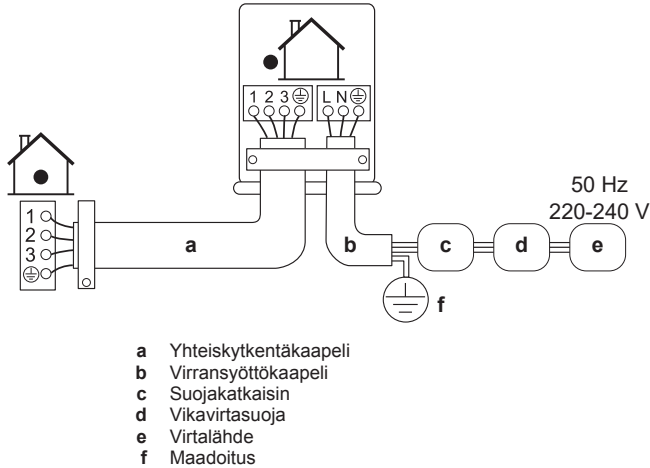 1 2 3 L N
1
2
3
50 Hz
220-240 V
a b c d e
f
a Yhteiskytkentäkaapeli
b Virransyöttökaapeli
c Suojakatkaisin
d Vikavirtasuoja
e Virtalähde
f Maadoitus